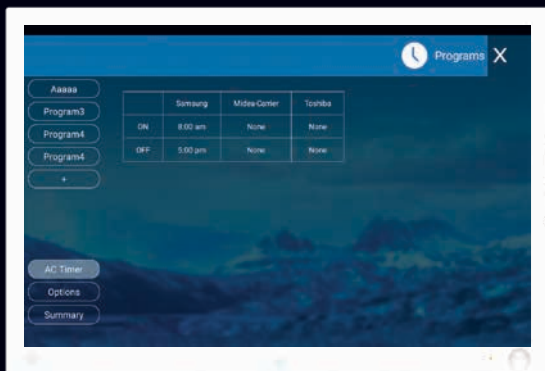 Programs X
Aaaaa
Program3
Program4
Program4
+
Samsung Midea-Carrier Toshiba
ON 8:00 am None None
OFF 5:00 pm None None
AC Timer
Options
Summary